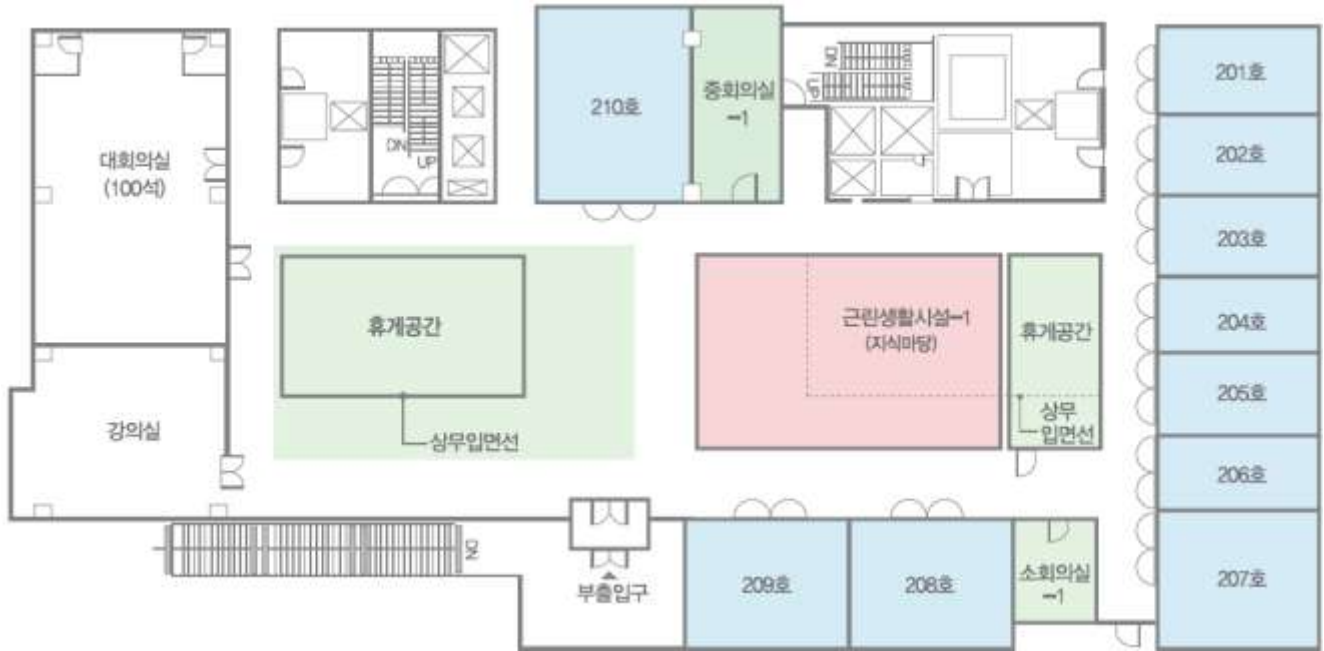 대회의실
(100석)
강의실
DN
UP
210호
중회의실
-1
DN
UP
201호
202호
203호
204호
205호
206호
207호
휴게공간
상무입면선
근린생활시설-1
(지식마당)
휴게공간
상무
입면선
DN
부출입구
209호
208호
소회의실
-1